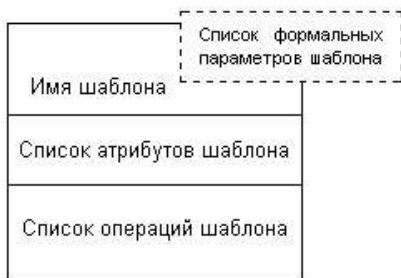 Список формальных
параметров шаблона
Имя шаблона
Список атрибутов шаблона
Список операций шаблона